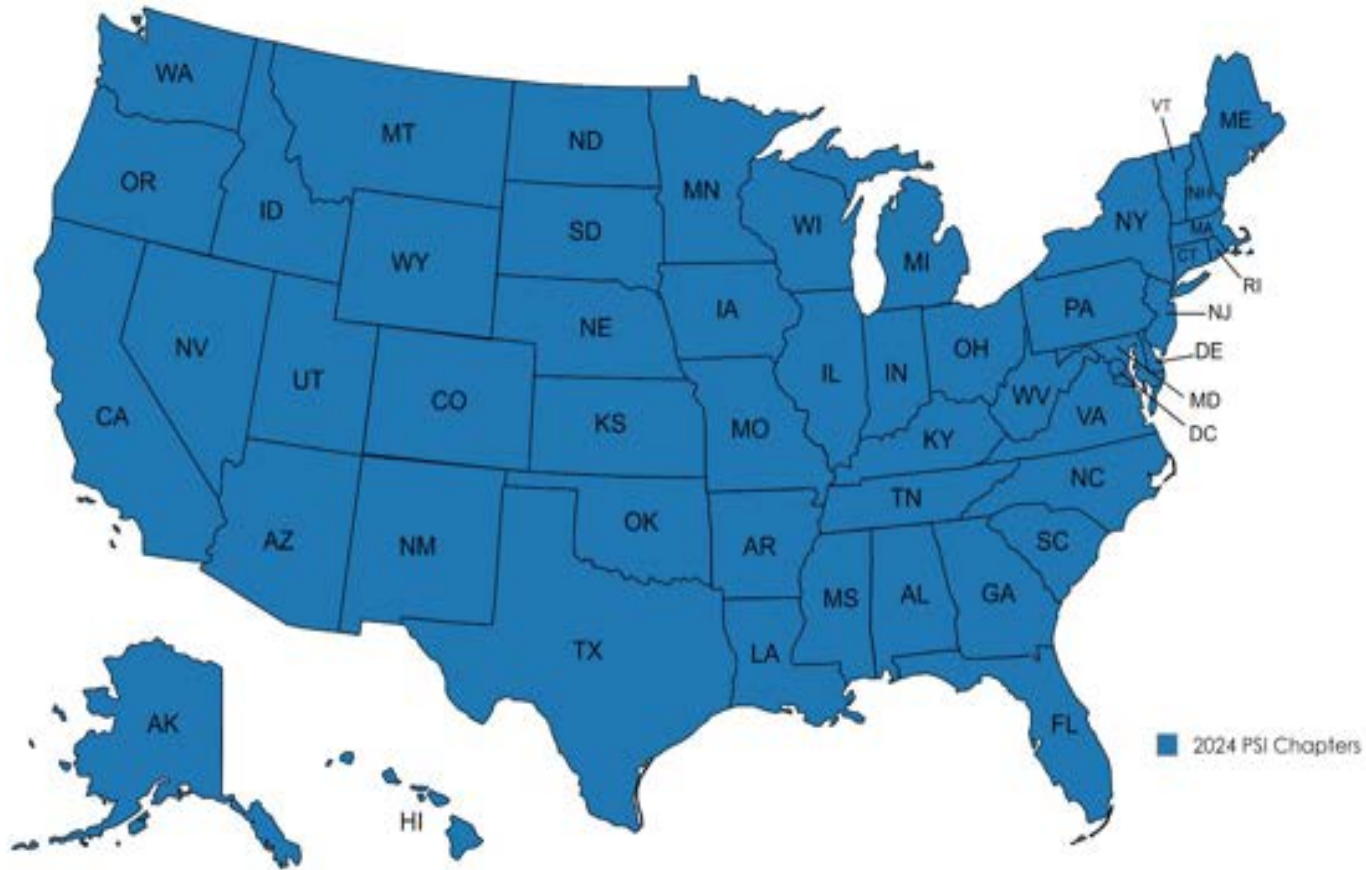 WA
MT
ND
MN
VT
ME
OR
ID
SD
WI
NH
NY
MA
WY
MI
CT
RI
IA
PA
NJ
NE
NV
OH
DE
UT
IL
IN
CO
WV
MD
CA
KS
MO
VA
KY
DC
NC
TN
OK
AZ
NM
AR
SC
MS
AL
GA
TX
LA
AK
FL
2024 PSI Chapters
HI